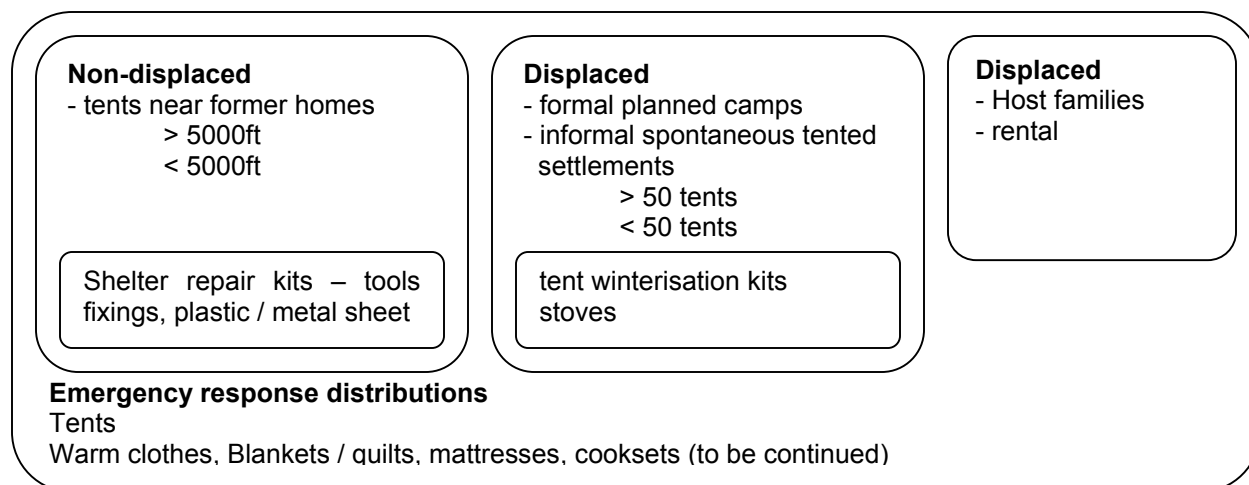 Non-displaced
- tents near former homes
> 5000ft
< 5000ft
Shelter repair kits – tools
fixings, plastic / metal sheet
Displaced
- formal planned camps
- informal spontaneous tented
settlements
> 50 tents
< 50 tents
tent winterisation kits
stoves
Displaced
- Host families
- rental
Emergency response distributions
Tents
Warm clothes, Blankets / quilts, mattresses, cooksets (to be continued)